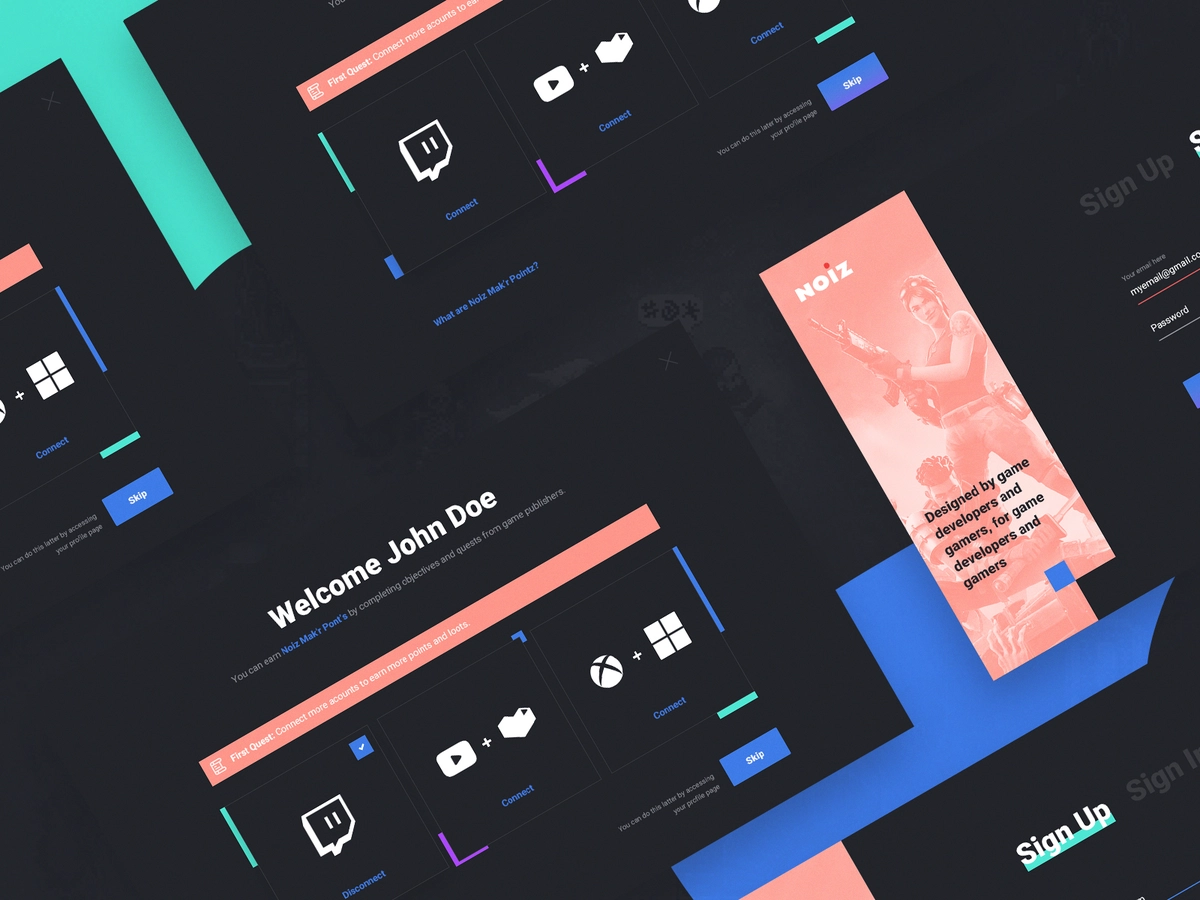 First Quest: Connect more acounts to
Connect
Connect
Connect
Skip
You can do this later by accessing
your profile page
What are Noiz Mak'r Pointz?
Connect
Skip
You can do this later by accessing
your profile page
Welcome John Doe
You can earn Noiz Mak'r Pont's by completing objectives and quests from game publishers.
First Quest: Connect more acounts to earn more points and loots.
Disconnect
Connect
Connect
Skip
You can do this later by accessing
your profile page
NOIZ
Designed by game
developers and
gamers, for game
developers and
gamers
Sign Up
Your email here
myemail@gmail.co
Password
Sign Up
Sign In